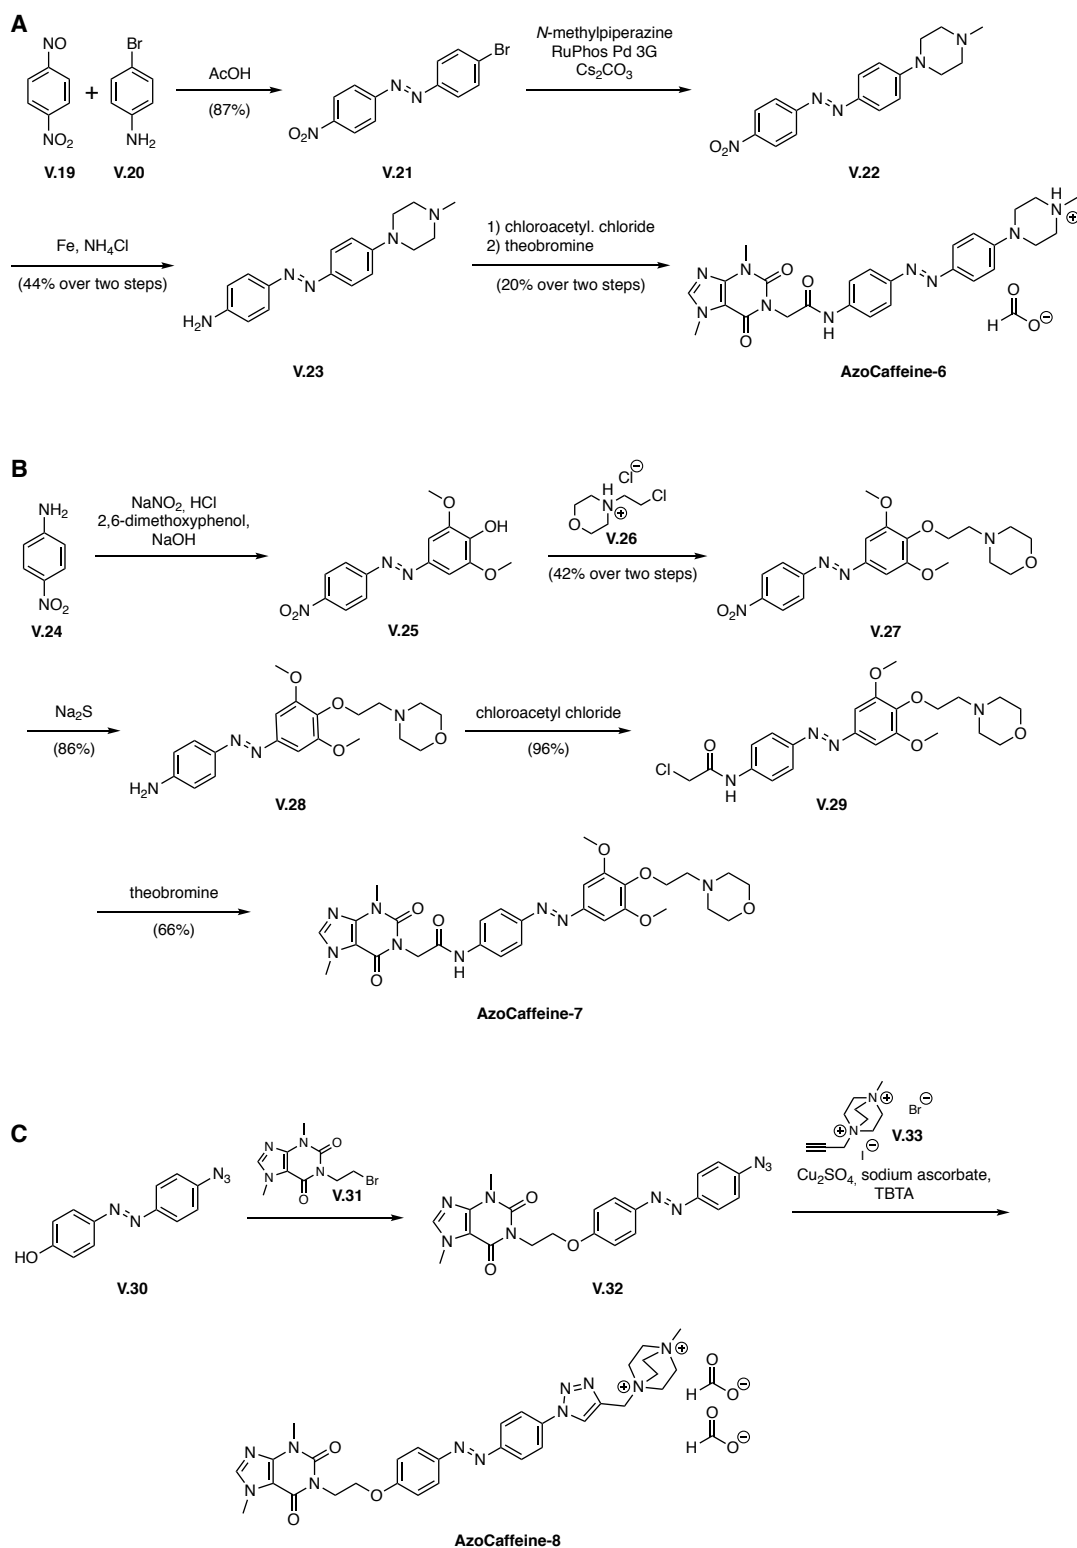 A
NO
NO2
V.19
+
Br
NH2
V.20
AcOH
(87%)
Br
N
N
O2N
V.21
N-methylpiperazine
RuPhos Pd 3G
Cs2CO3
N
N
N
N
O2N
V.22
Fe, NH4Cl
(44% over two steps)
N
N
N
N
H2N
V.23
1) chloroacetyl. chloride
2) theobromine
(20% over two steps)
H
N
⊕
N
N
N
N
N
O
O
N
N
N
H
O
O
H
O⊖
AzoCaffeine-6
B
NH2
NO2
V.24
NaNO2, HCl
2,6-dimethoxyphenol,
NaOH
O
OH
O
N
N
O2N
V.25
Cl⊖
H
N
⊕
Cl
O
V.26
(42% over two steps)
O
O
N
O
O
N
N
O2N
V.27
Na2S
(86%)
O
O
N
O
O
N
N
H2N
V.28
chloroacetyl chloride
(96%)
O
O
N
O
O
N
N
O
Cl
N
H
V.29
theobromine
(66%)
O
O
N
O
O
N
N
N
N
O
O
N
N
N
H
O
AzoCaffeine-7
C
N3
N
N
HO
V.30
N
N
O
N
N
O
Br
V.31
N3
N
N
N
N
O
N
N
O
O
V.32
N⊕
⊕N
Br⊖
I⊖
V.33
Cu2SO4, sodium ascorbate,
TBTA
N⊕
⊕N
N
N
N
N
N
N
N
O
N
N
O
O
O
H
O⊖
O
H
O⊖
AzoCaffeine-8